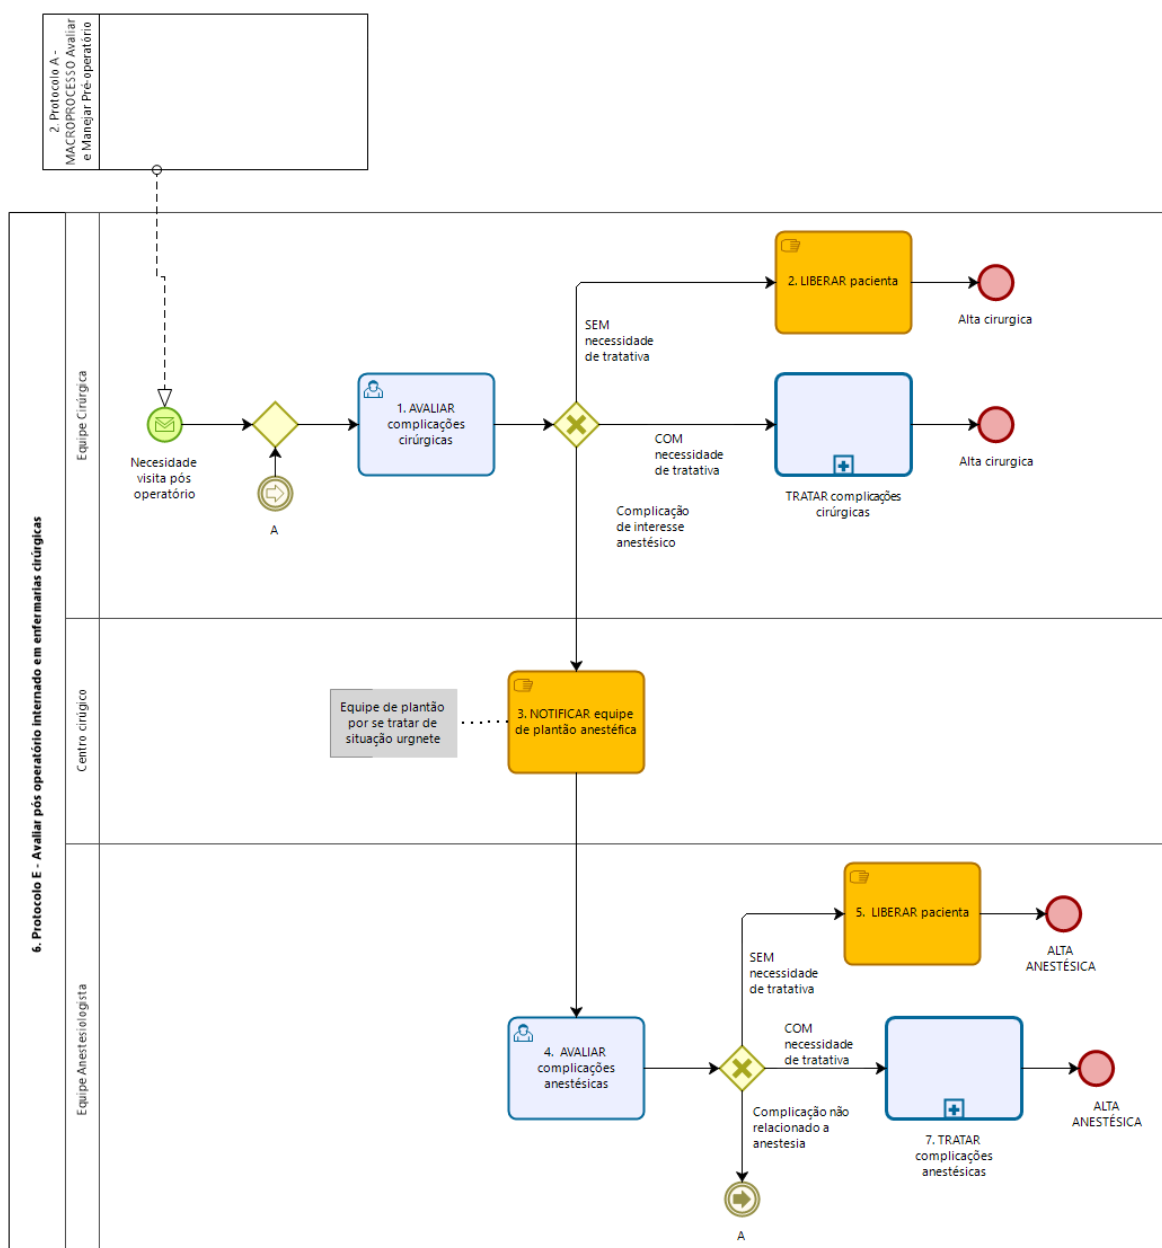 2. Protocolo A -
MACROPROCESSO Avaliar
e Manejar Pré-operatório
6. Protocolo E - Avaliar pós operatório internado em enfermarias cirúrgicas
Equipe Cirúrgica
Necesidade
visita pós
operatório
A
1. AVALIAR
complicações
cirúrgicas
SEM
necessidade
de tratativa
2. LIBERAR pacienta
Alta cirurgica
COM
necessidade
de tratativa
TRATAR complicações
cirúrgicas
Alta cirurgica
Complicação
de interesse
anestésico
Centro cirúgico
Equipe de plantão
por se tratar de
situação urgnete
3. NOTIFICAR equipe
de plantão anestéfica
Equipe Anestesiologista
4. AVALIAR
complicações
anestésicas
SEM
necessidade
de tratativa
5. LIBERAR pacienta
ALTA
ANESTÉSICA
COM
necessidade
de tratativa
7. TRATAR
complicações
anestésicas
ALTA
ANESTÉSICA
Complicação não
relacionado a
anestesia
A